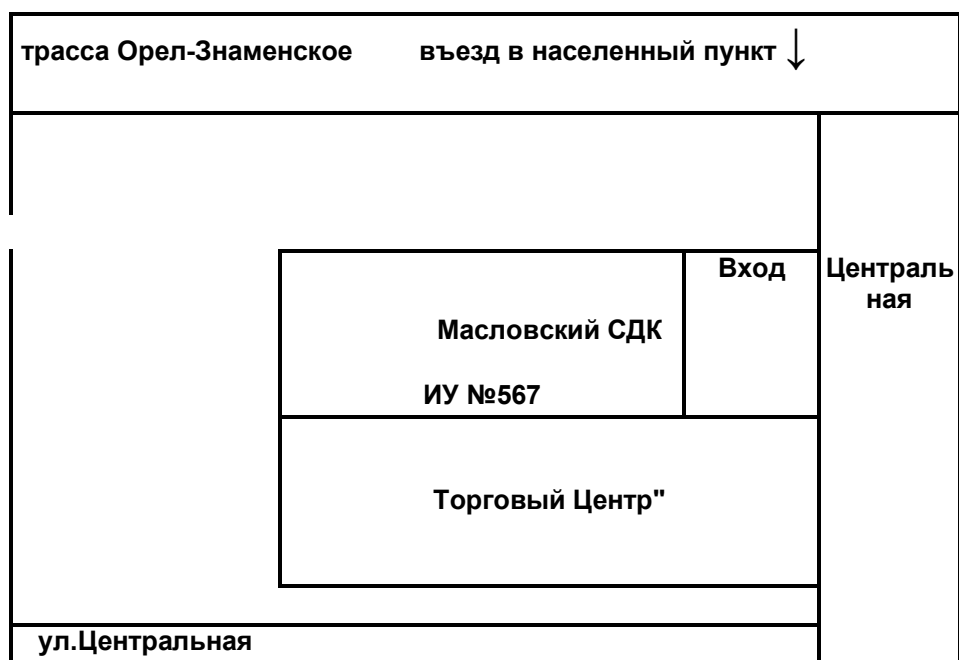 трасса Орел-Знаменское въезд в населенный пункт ↓
Вход
Централь
ная
Масловский СДК
ИУ №567
Торговый Центр"
ул.Центральная